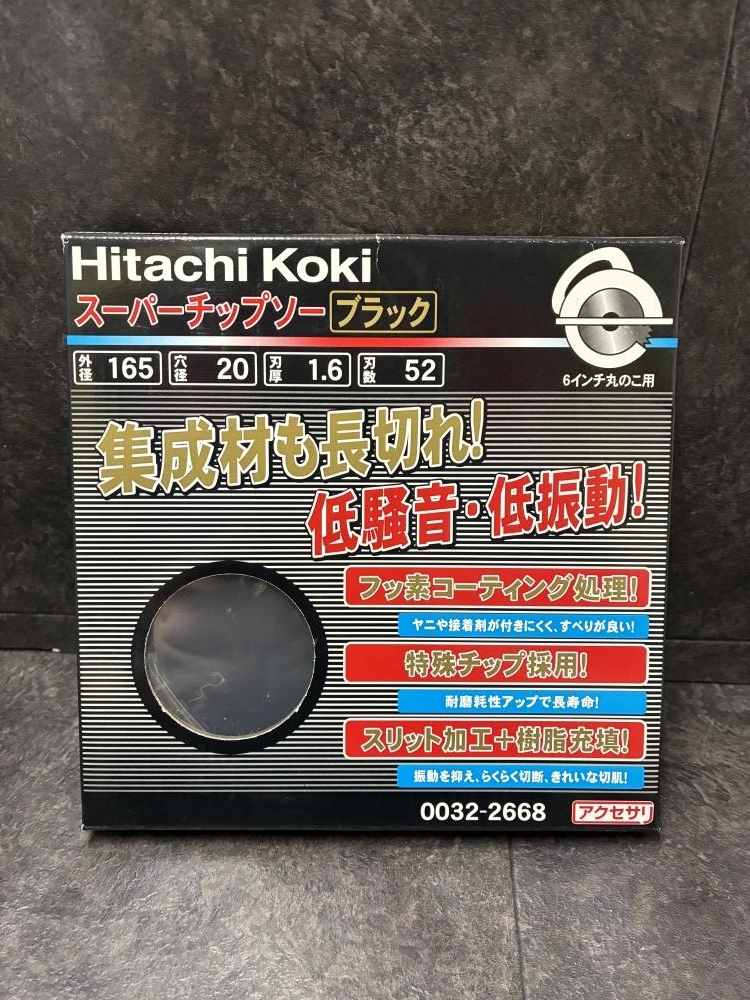 Hitachi Koki
スーパーチップソー ブラック
6インチ丸のこ用
外径 165 穴径 20 刃厚 1.6 刃数 52
集成材も長切れ!
低騒音・低振動!
フッ素コーティング処理!
ヤニや接着剤が付きにくく、すべりが良い!
特殊チップ採用!
耐磨耗性アップで長寿命!
スリット加工+樹脂充填!
振動を抑え、らくらく切断、きれいな切肌!
0032-2668 アクセサリ